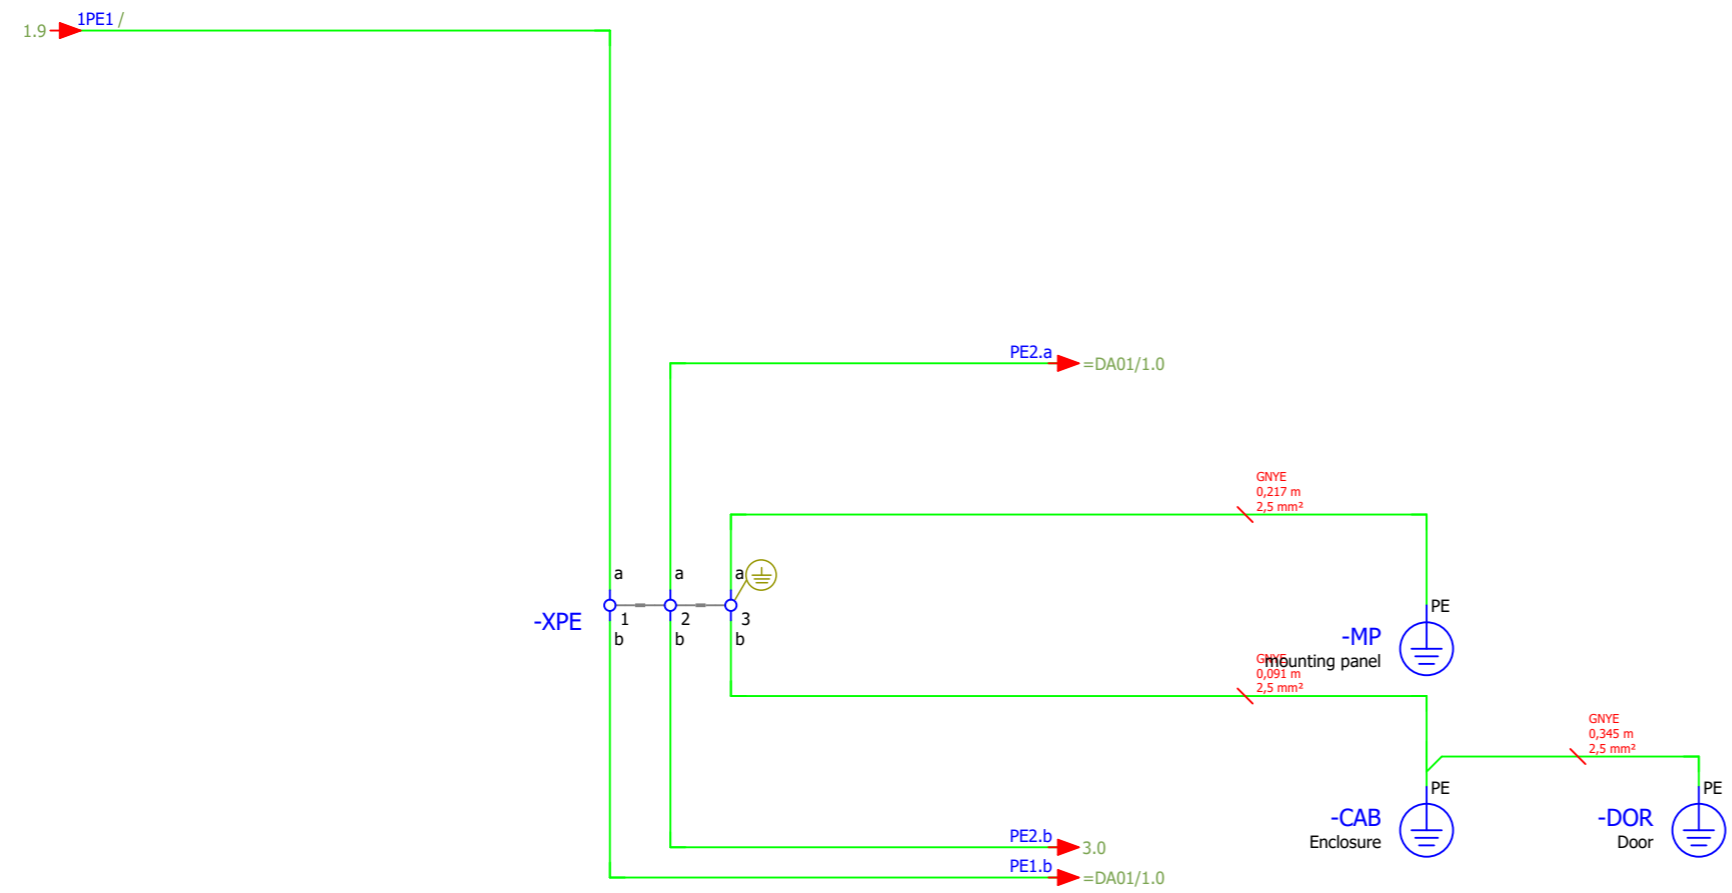 1PE1 /
1.9
PE2.a
=DA01/1.0
GNYE
0,217 m
2,5 mm²
a
a
a
-XPE
1
2
3
b
b
b
PE
-MP
mounting panel
GNYE
0,091 m
2,5 mm²
GNYE
0,345 m
2,5 mm²
PE
PE
-CAB
Enclosure
-DOR
Door
PE2.b
3.0
PE1.b
=DA01/1.0